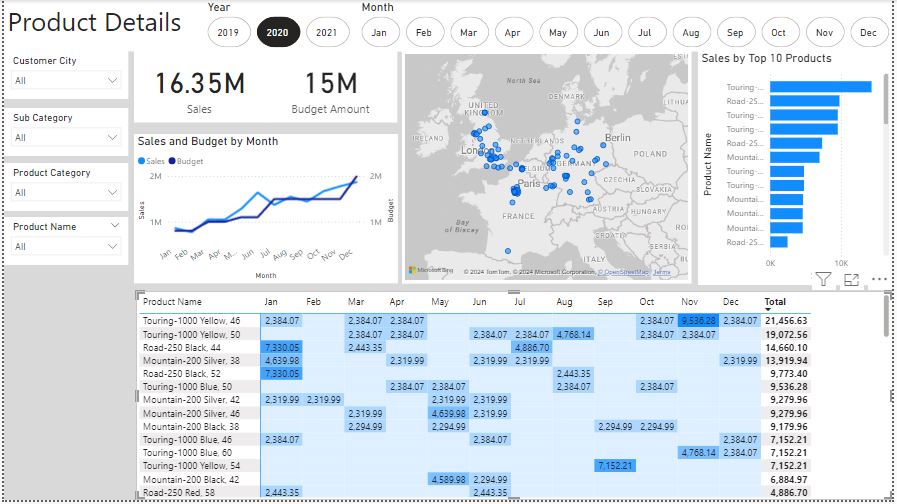 Product Details
Year
2019 2020 2021
Month
Jan Feb Mar Apr May Jun Jul Aug Sep Oct Nov Dec
Customer City
All
Sub Category
All
Product Category
All
Product Name
All
16.35M
Sales
15M
Budget Amount
Sales and Budget by Month
Sales Budget
2M
1M
Sales
2M
1M
Budget
Jan Feb Mar Apr M... Jun Jul Aug Sep Oct Nov Dec
Month
North Sea
DENMARK
UNITED
KINGDOM
IRELAND
NETHERLANDS
Berlin
London
POLAND
BELGIUM
GERMANY
Paris
CZECHIA
SLOVAKIA
AUSTRIA
HUNGARY
FRANCE
Bay
of Biscay
CROATIA
SERBIA
ITALY
Microsoft Bing
© 2024 TomTom, © 2024 Microsoft Corporation, © OpenStreetMap Terms
Sales by Top 10 Products
Product Name
Touring-...
Road-25...
Touring-...
Touring-...
Road-25...
Mountai...
Touring-...
Touring-...
Mountai...
Mountai...
Road-25...
0K 10K
Product Name Jan Feb Mar Apr May Jun Jul Aug Sep Oct Nov Dec Total
Touring-1000 Yellow, 46 2,384.07 2,384.07 2,384.07 2,384.07 9,536.28 2,384.07 21,456.63
Touring-1000 Yellow, 50 2,384.07 2,384.07 2,384.07 2,384.07 4,768.14 2,384.07 2,384.07 19,072.56
Road-250 Black, 44 7,330.05 2,443.35 4,886.70 14,660.10
Mountain-200 Silver, 38 4,639.98 2,319.99 2,319.99 2,319.99 2,319.99 13,919.94
Road-250 Black, 52 7,330.05 2,443.35 9,773.40
Touring-1000 Blue, 50 2,384.07 2,384.07 2,384.07 2,384.07 9,536.28
Mountain-200 Silver, 42 2,319.99 2,319.99 2,319.99 2,319.99 9,279.96
Mountain-200 Silver, 46 2,319.99 4,639.98 2,319.99 9,279.96
Mountain-200 Black, 38 2,294.99 2,294.99 2,294.99 2,294.99 9,179.96
Touring-1000 Blue, 46 2,384.07 2,384.07 2,384.07 7,152.21
Touring-1000 Blue, 60 4,768.14 2,384.07 7,152.21
Touring-1000 Yellow, 54 7,152.21 7,152.21
Mountain-200 Black, 42 4,589.98 2,294.99 6,884.97
Road-250 Red, 58 2,443.35 2,443.35 4,886.70